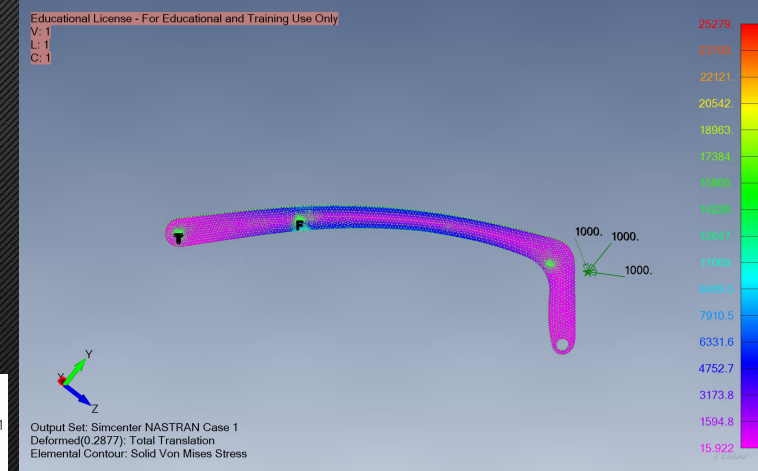 Educational License - For Educational and Training Use Only
V: 1
L: 1
C: 1
25279.
22121.
20542.
18963.
17384.
15805.
12647.
11068.
7910.5
6331.6
4752.7
3173.8
1594.8
15.922
T
F
1000.
1000.
1000.
Y
X
Z
Output Set: Simcenter NASTRAN Case 1
Deformed(0.2877): Total Translation
Elemental Contour: Solid Von Mises Stress